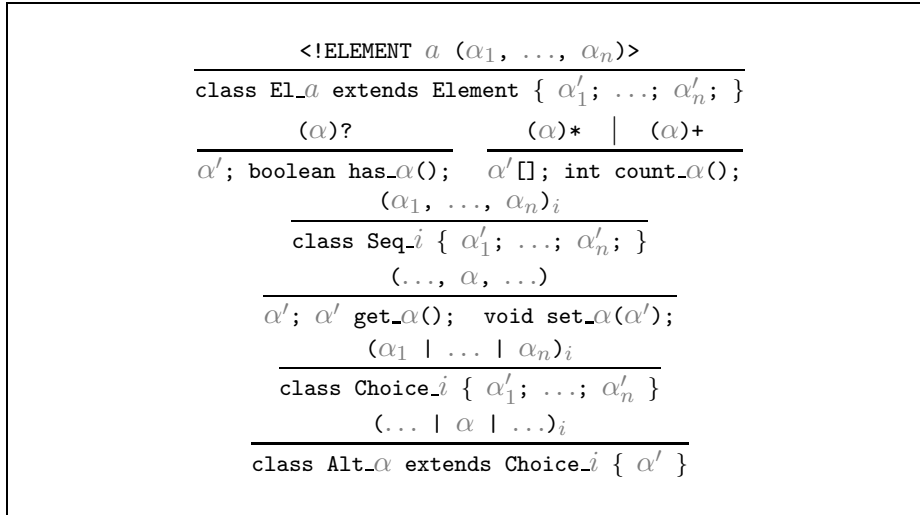 <!ELEMENT a (α₁, ..., αₙ)>
class El_a extends Element { α′₁; ...; α′ₙ; }
(α)? (α)* | (α)+
α′; boolean has_α(); α′[]; int count_α();
(α₁, ..., αₙ)ᵢ
class Seq_i { α′₁; ...; α′ₙ; }
(..., α, ...)
α′; α′ get_α(); void set_α(α′);
(α₁ | ... | αₙ)ᵢ
class Choice_i { α′₁; ...; α′ₙ }
(... | α | ...)ᵢ
class Alt_α extends Choice_i { α′ }